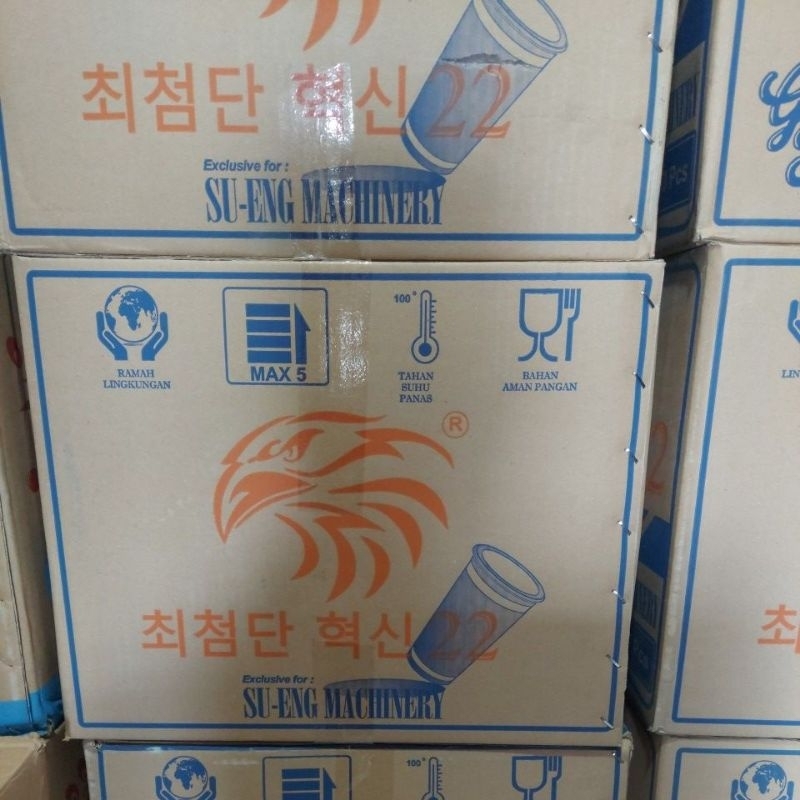 최첨단 혁신 22
Exclusive for :
SU-ENG MACHINERY
Pcs
RAMAH
LINGKUNGAN
MAX 5
100°
TAHAN
SUHU
PANAS
BAHAN
AMAN PANGAN
®
최첨단 혁신 22
Exclusive for :
SU-ENG MACHINERY
100°